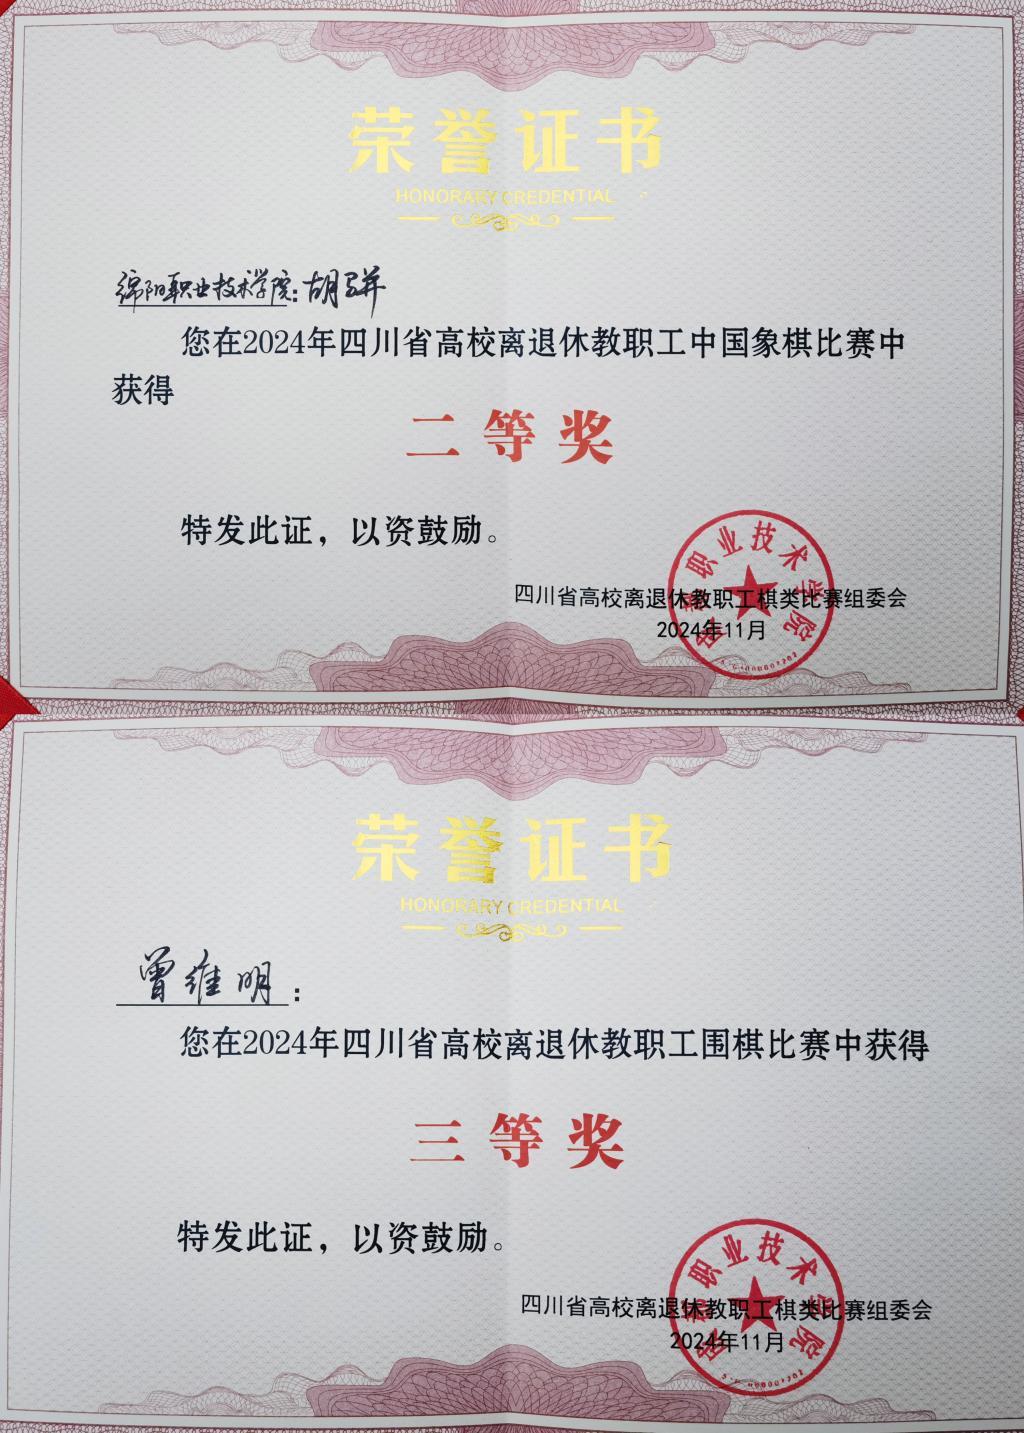 荣誉证书
HONORARY CREDENTIAL
绵阳职业技术学院:胡
您在2024年四川省高校离退休教职工中国象棋比赛中
获得
二等奖
特发此证，以资鼓励。
职业技术学院
四川省高校离退休教职工棋类比赛组委会
2024年11月
荣誉证书
HONORARY CREDENTIAL
曾维明:
您在2024年四川省高校离退休教职工围棋比赛中获得
三等奖
特发此证，以资鼓励。
职业技术学院
四川省高校离退休教职工棋类比赛组委会
2024年11月